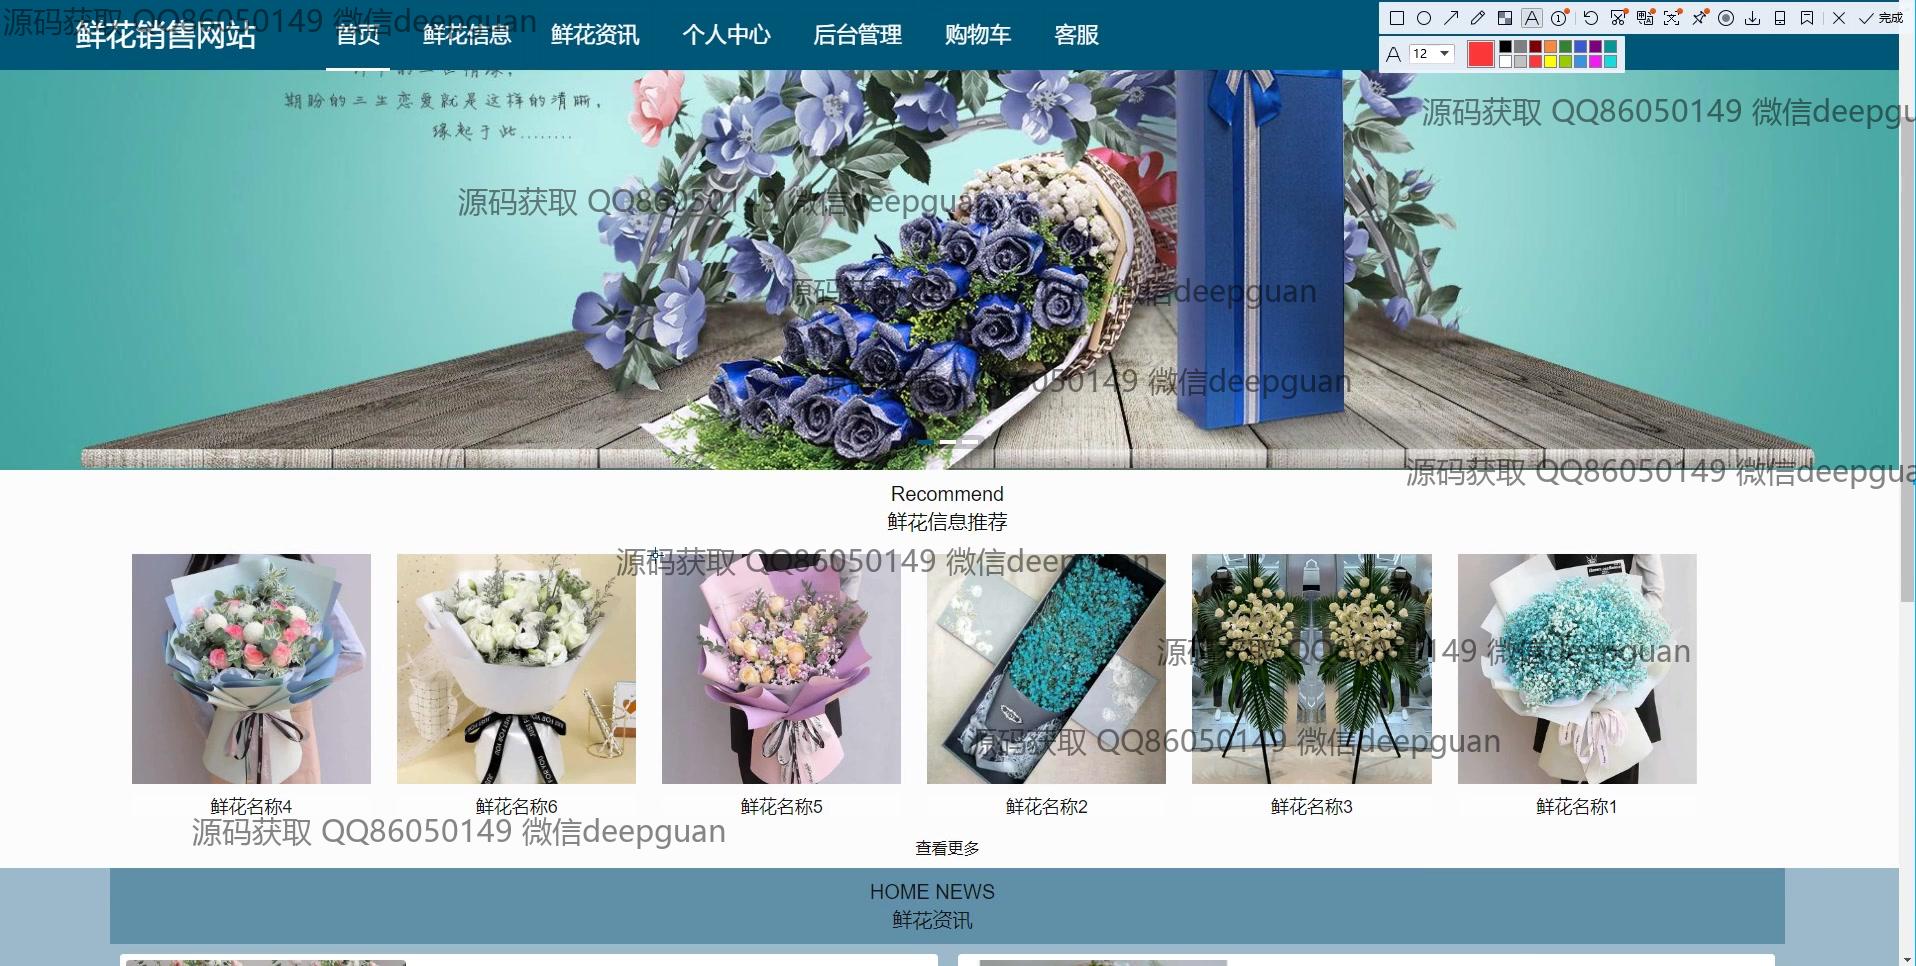 鲜花销售网站 首页 鲜花信息 鲜花资讯 个人中心 后台管理 购物车 客服
源码获取 QQ86050149 微信deepguan
完成
A 12
期盼的三生恋爱就是这样的清晰，
源码获取 QQ86050149 微信deepgu
缘起于此........
源码获取 QQ86050149 微信deepguan
源码获取 QQ86050149 微信deepguan
源码获取 QQ86050149 微信deepguan
源码获取 QQ86050149 微信deepgua
Recommend
鲜花信息推荐
源码获取 QQ86050149 微信deepguan
源码获取 QQ86050149 微信deepguan
JUST FOR YOU
源码获取 QQ86050149 微信deepguan
鲜花名称4 鲜花名称6 鲜花名称5 鲜花名称2 鲜花名称3 鲜花名称1
源码获取 QQ86050149 微信deepguan
查看更多
HOME NEWS
鲜花资讯